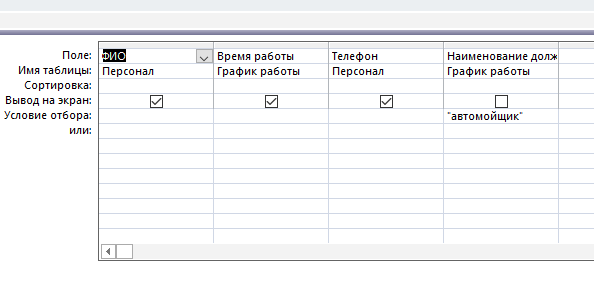 Поле: ФИО Время работы Телефон Наименование долж
Имя таблицы: Персонал График работы Персонал График работы
Сортировка:
Вывод на экран:
Условие отбора: "автомойщик"
или: